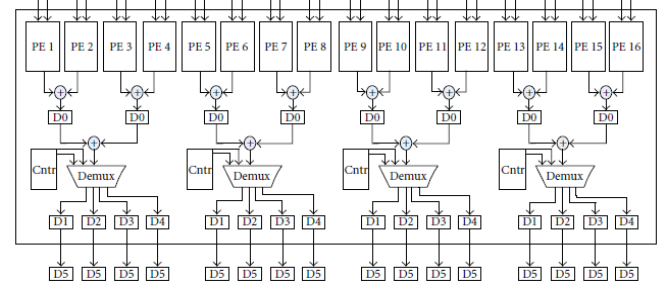 PE 1 PE 2 PE 3 PE 4 PE 5 PE 6 PE 7 PE 8 PE 9 PE 10 PE 11 PE 12 PE 13 PE 14 PE 15 PE 16
+ + + + + + + +
D0 D0 D0 D0 D0 D0 D0 D0
+ + + +
Cntr Demux Cntr Demux Cntr Demux Cntr Demux
D1 D2 D3 D4 D1 D2 D3 D4 D1 D2 D3 D4 D1 D2 D3 D4
D5 D5 D5 D5 D5 D5 D5 D5 D5 D5 D5 D5 D5 D5 D5 D5